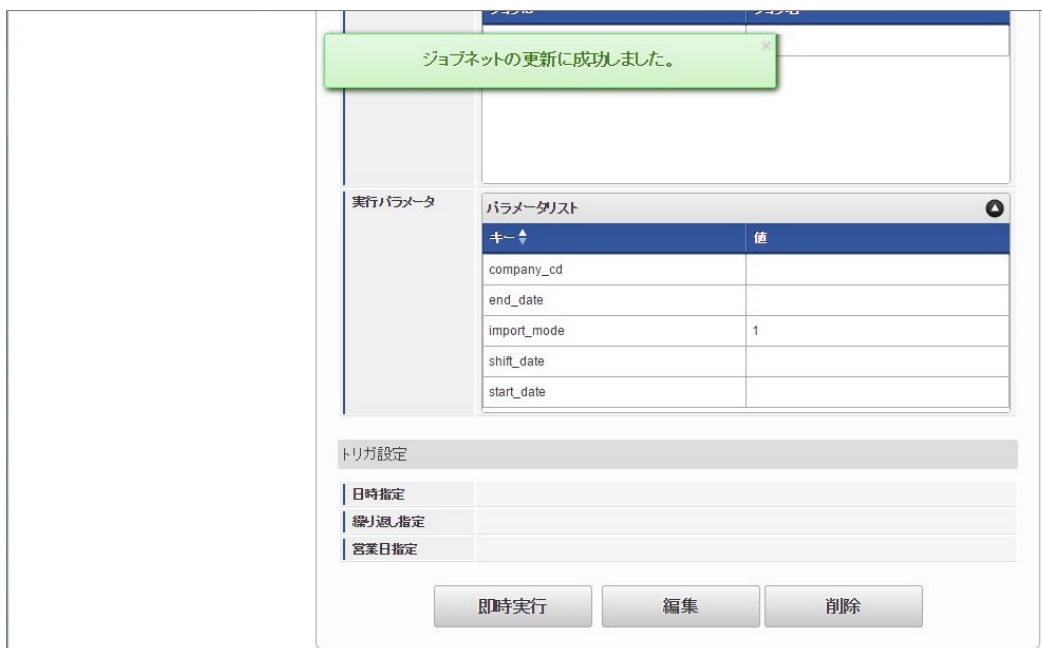 ジョブネットの更新に成功しました。
×
実行パラメータ
パラメータリスト
キー
値
company_cd
end_date
import_mode
1
shift_date
start_date
トリガ設定
日時指定
繰り返し指定
営業日指定
即時実行
編集
削除